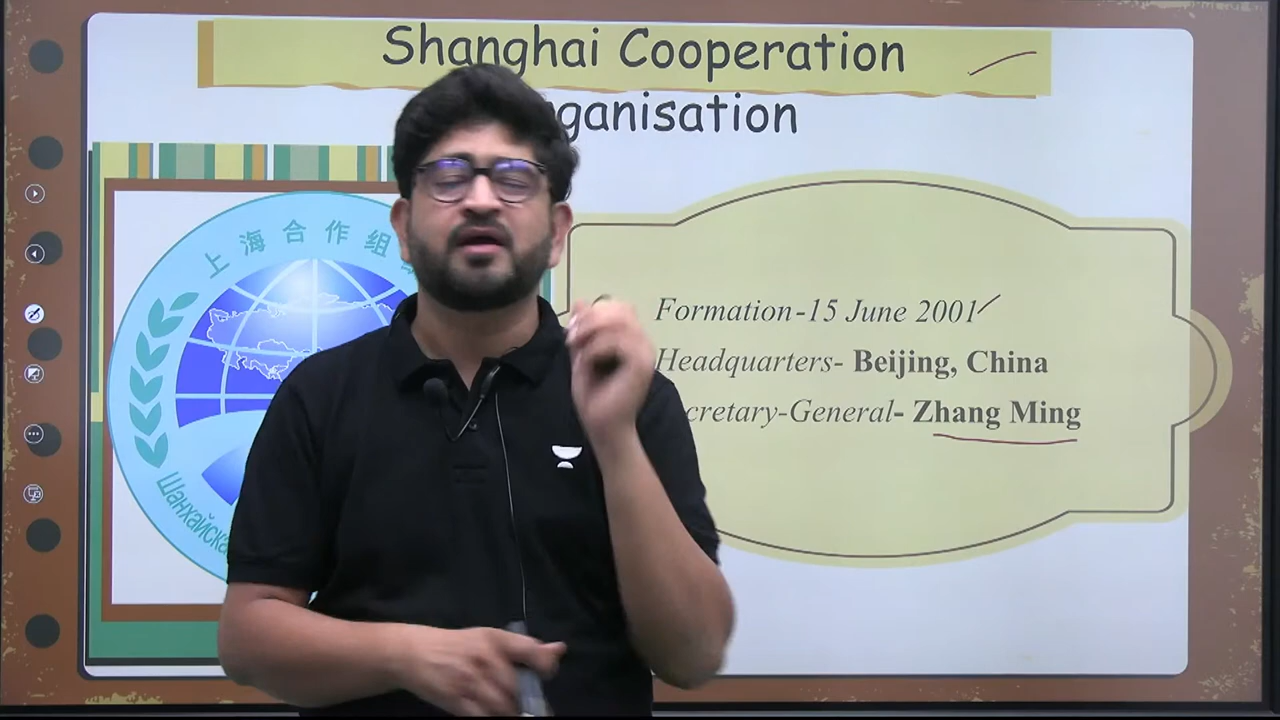 Shanghai Cooperation
ganisation
上海合作组
Formation-15 June 2001
Headquarters- Beijing, China
cretary-General- Zhang Ming
Шанхайска